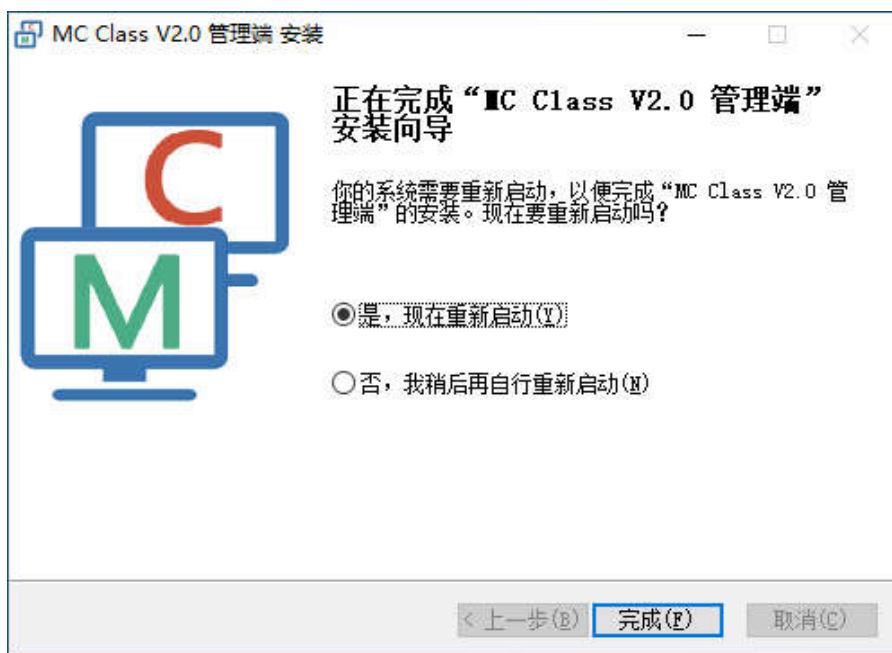 MC Class V2.0 管理端 安装
正在完成“MC Class V2.0 管理端”
安装向导
你的系统需要重新启动，以便完成“MC Class V2.0 管
理端”的安装。现在要重新启动吗？
是，现在重新启动(Y)
否，我稍后再自行重新启动(N)
C
M
< 上一步(B)
完成(F)
取消(C)